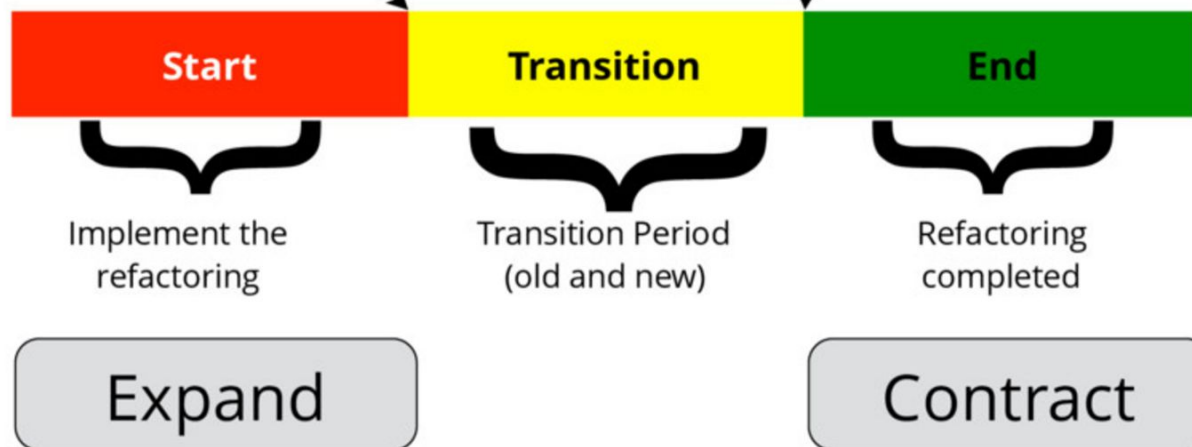 Start
Transition
End
Implement the
refactoring
Transition Period
(old and new)
Refactoring
completed
Expand
Contract